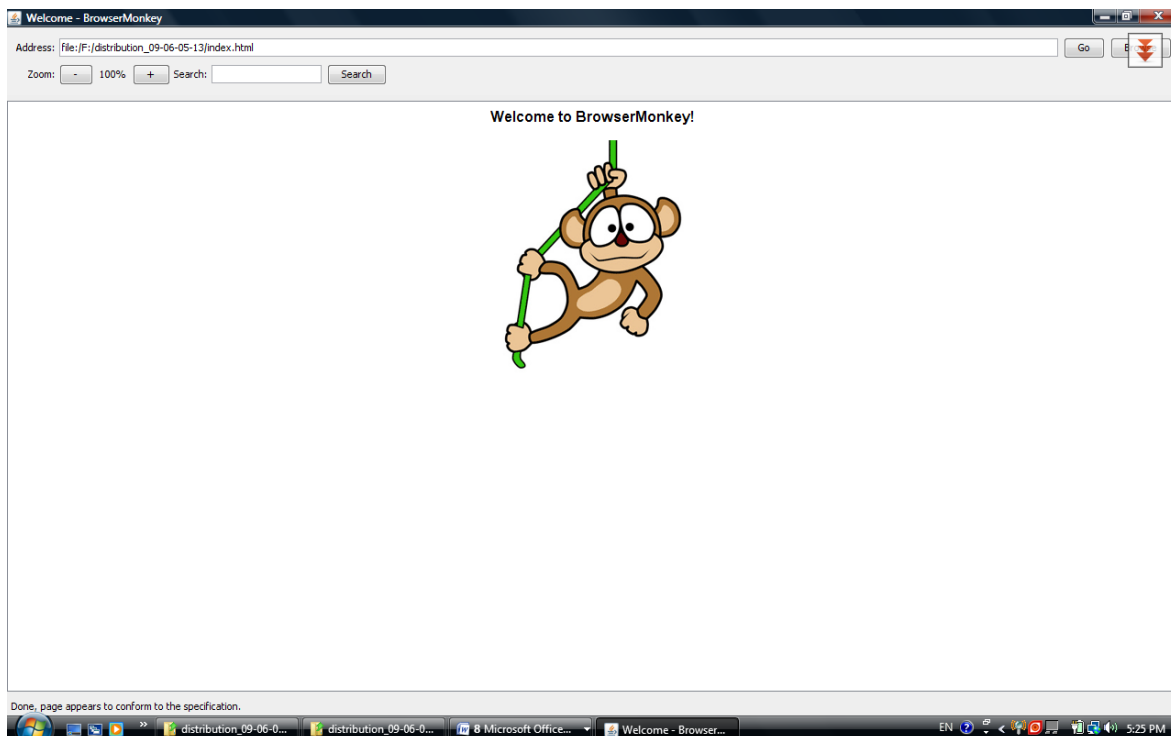 Welcome - BrowserMonkey
Address: file:/F:/distribution_09-06-05-13/index.html Go
Zoom: - 100% + Search: Search
Welcome to BrowserMonkey!
Done, page appears to conform to the specification.
distribution_09-06-0... distribution_09-06-0... 8 Microsoft Office... Welcome - Browser... EN 5:25 PM